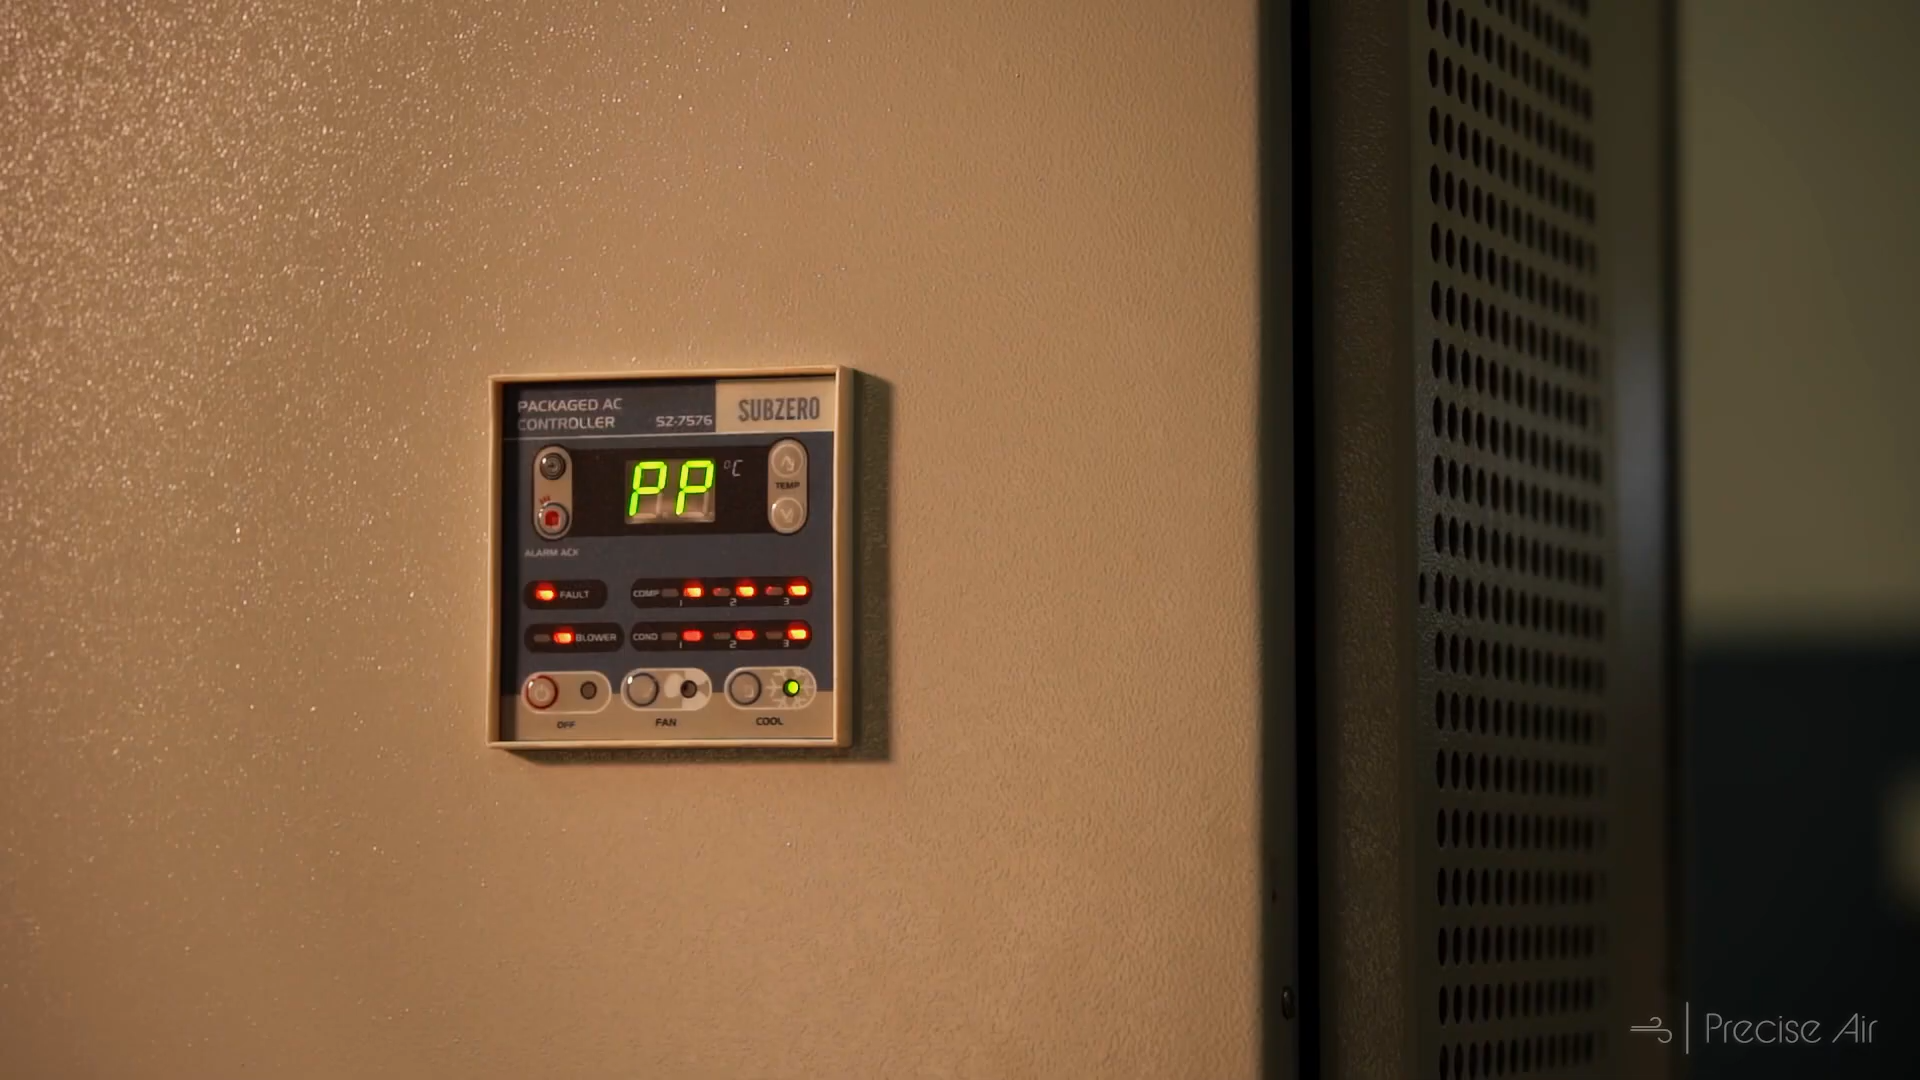 PACKAGED AC
CONTROLLER
SZ-7576
SUBZERO
PP °C
TEMP
ALARM ACK
FAULT
COMP 1 2 3
BLOWER
COND 1 2 3
OFF
FAN
COOL
Precise Air